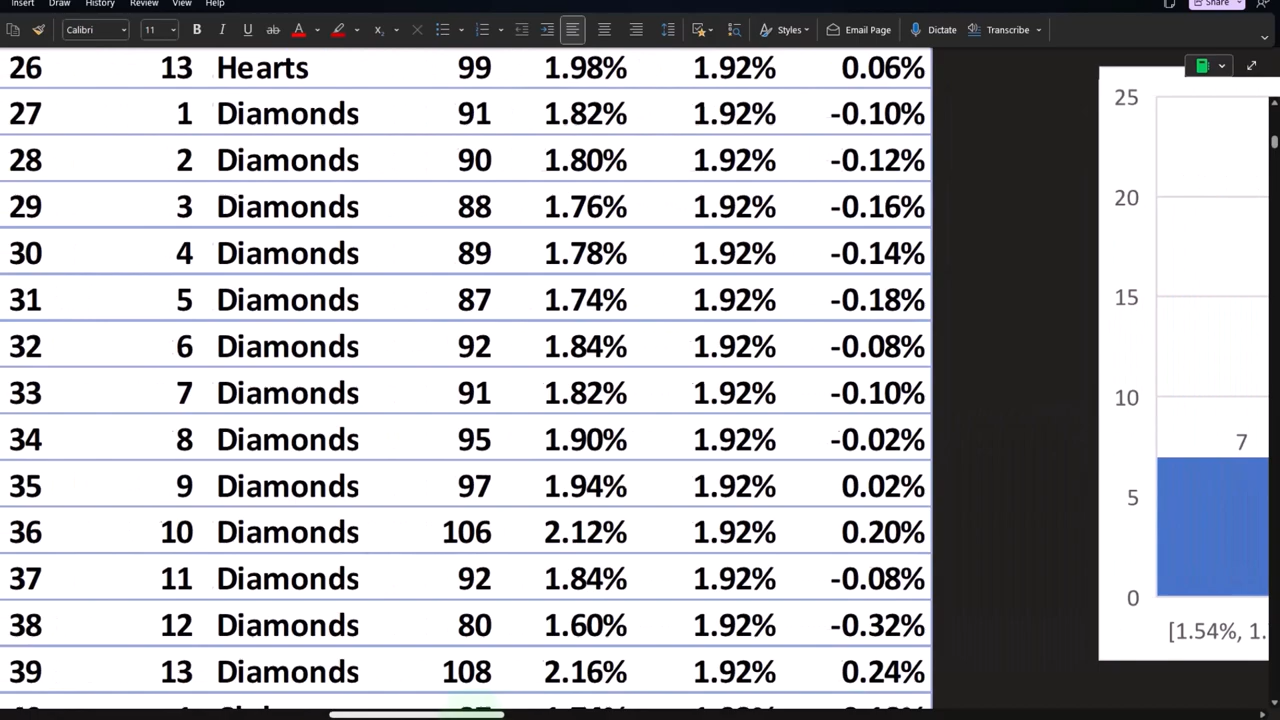 Insert Draw History Review View Help Share
Calibri 11 B I U ab A x Styles Email Page Dictate Transcribe
26 13 Hearts 99 1.98% 1.92% 0.06%
27 1 Diamonds 91 1.82% 1.92% -0.10%
28 2 Diamonds 90 1.80% 1.92% -0.12%
29 3 Diamonds 88 1.76% 1.92% -0.16%
30 4 Diamonds 89 1.78% 1.92% -0.14%
31 5 Diamonds 87 1.74% 1.92% -0.18%
32 6 Diamonds 92 1.84% 1.92% -0.08%
33 7 Diamonds 91 1.82% 1.92% -0.10%
34 8 Diamonds 95 1.90% 1.92% -0.02%
35 9 Diamonds 97 1.94% 1.92% 0.02%
36 10 Diamonds 106 2.12% 1.92% 0.20%
37 11 Diamonds 92 1.84% 1.92% -0.08%
38 12 Diamonds 80 1.60% 1.92% -0.32%
39 13 Diamonds 108 2.16% 1.92% 0.24%
25
20
15
10
7
5
0
[1.54%, 1.